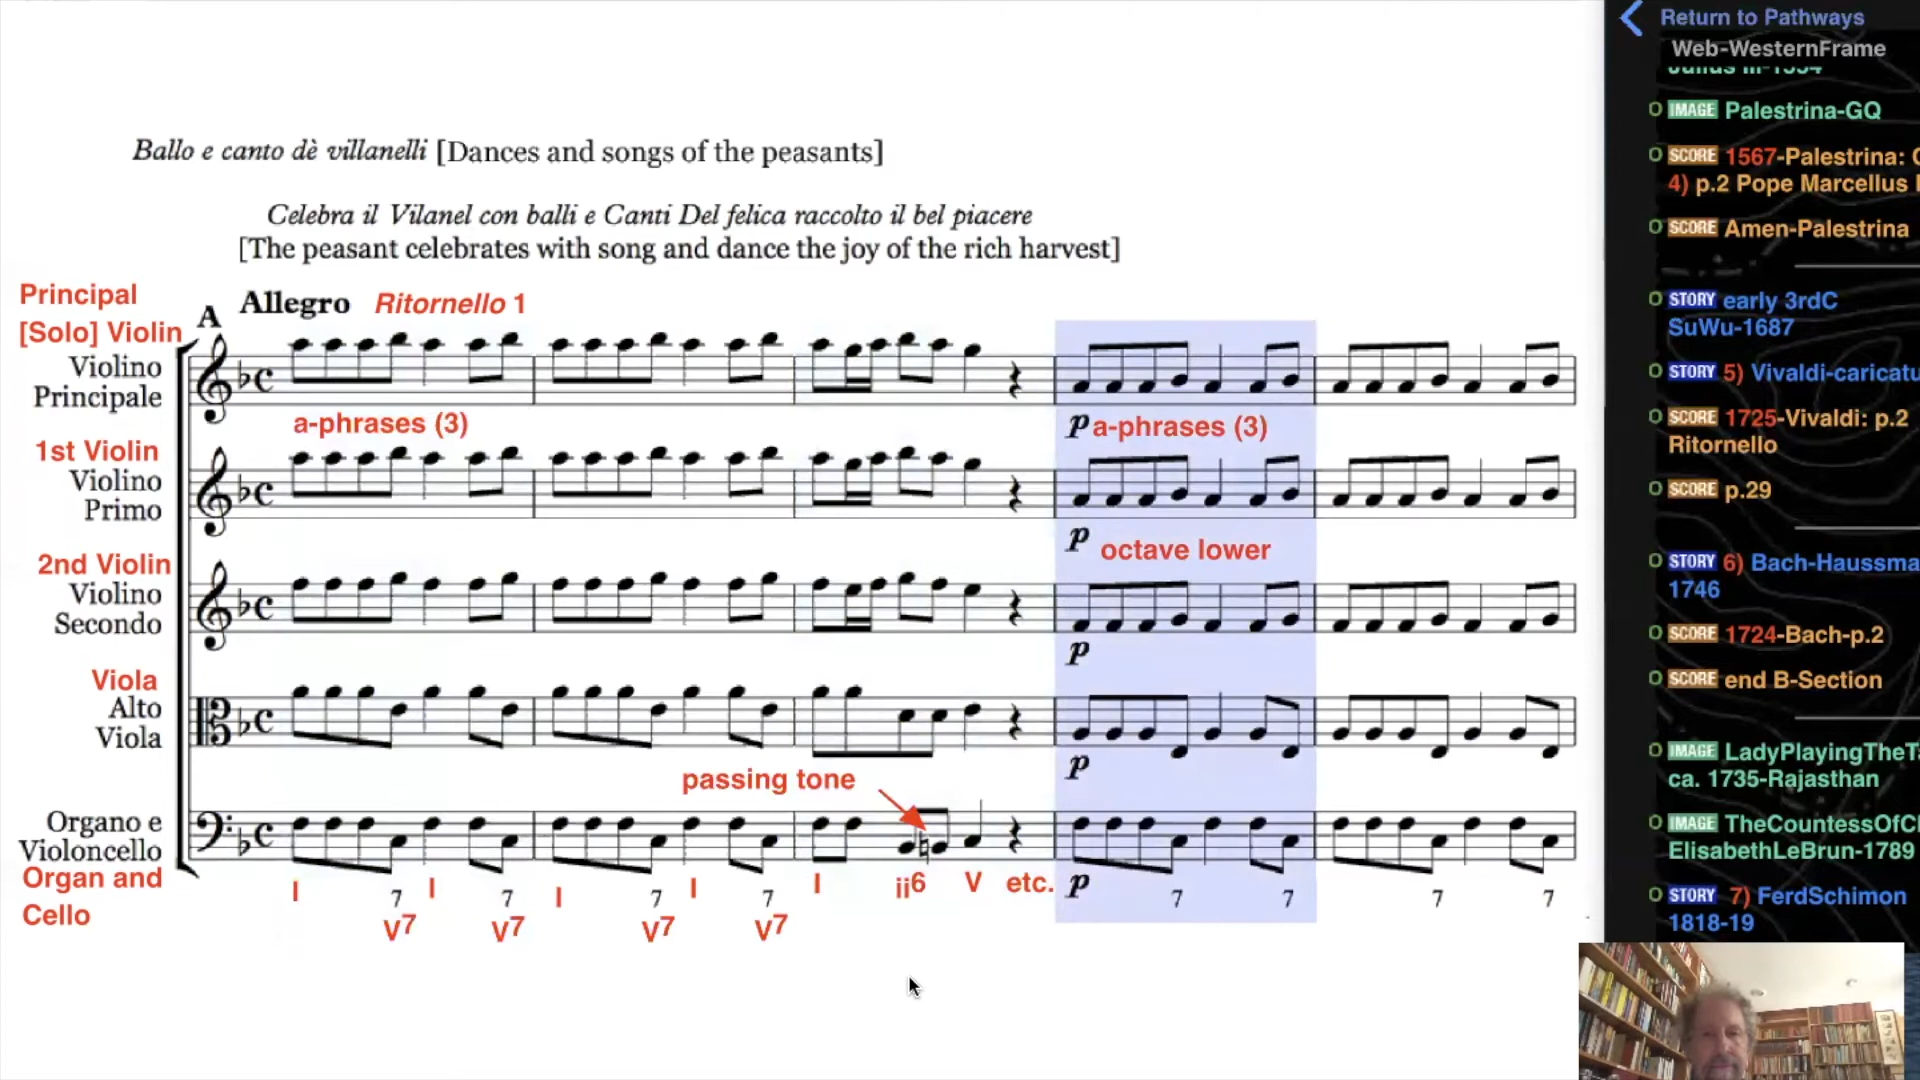 Ballo e canto dè villanelli [Dances and songs of the peasants]
Celebra il Vilanel con balli e Canti Del felica raccolto il bel piacere
[The peasant celebrates with song and dance the joy of the rich harvest]
Principal
[Solo] Violin
A Allegro Ritornello 1
Violino
Principale
a-phrases (3)
p a-phrases (3)
1st Violin
Violino
Primo
p octave lower
2nd Violin
Violino
Secondo
p
Viola
Alto
Viola
p
passing tone
Organo e
Violoncello
Organ and
Cello
I 7 I 7 I 7 I 7 I ii6 V etc. p 7 7 7 7
V7 V7 V7 V7
Return to Pathways
Web-WesternFrame
Julius III-1554
IMAGE Palestrina-GQ
SCORE 1567-Palestrina:
4) p.2 Pope Marcellus
SCORE Amen-Palestrina
STORY early 3rdC
SuWu-1687
STORY 5) Vivaldi-caricatu
SCORE 1725-Vivaldi: p.2
Ritornello
SCORE p.29
STORY 6) Bach-Haussma
1746
SCORE 1724-Bach-p.2
SCORE end B-Section
IMAGE LadyPlayingTheTa
ca. 1735-Rajasthan
IMAGE TheCountessOfC
ElisabethLeBrun-1789
STORY 7) FerdSchimon
1818-19